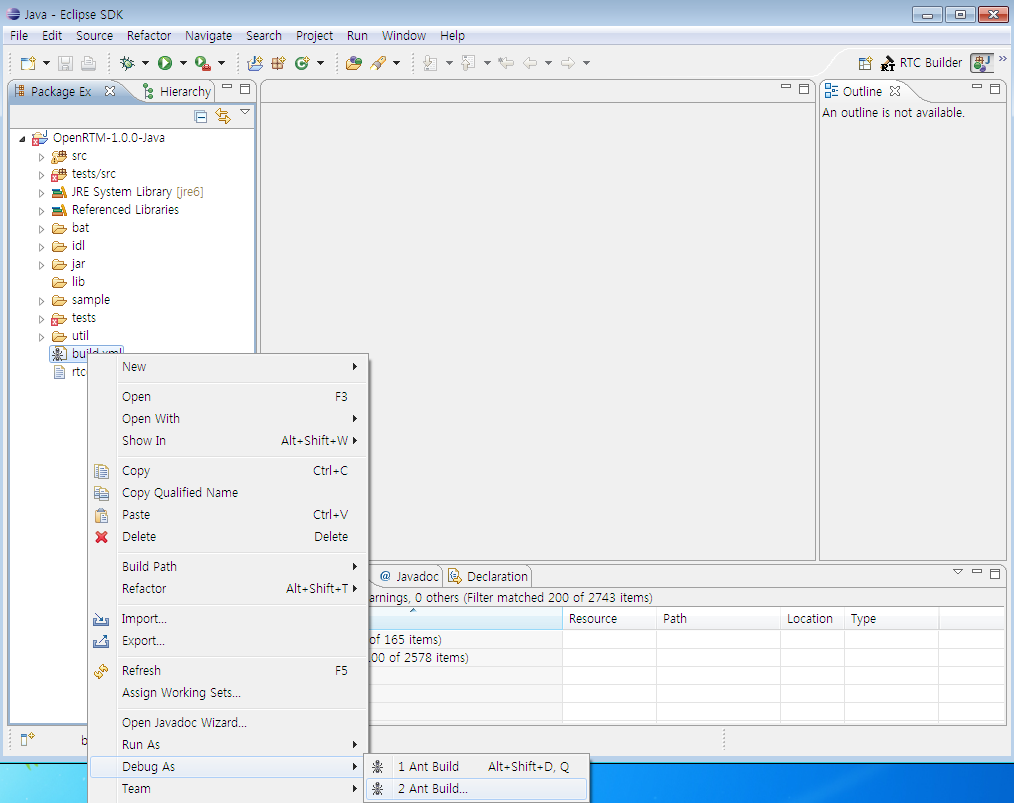 Java - Eclipse SDK
File Edit Source Refactor Navigate Search Project Run Window Help
RTC Builder
Package Ex
Hierarchy
Outline
An outline is not available.
OpenRTM-1.0.0-Java
src
tests/src
JRE System Library [jre6]
Referenced Libraries
bat
idl
jar
lib
sample
tests
util
build.xml
New
Open F3
Open With
Show In Alt+Shift+W
Copy Ctrl+C
Copy Qualified Name
Paste Ctrl+V
Delete Delete
Build Path
Refactor Alt+Shift+T
Import...
Export...
Refresh F5
Assign Working Sets...
Open Javadoc Wizard...
Run As
Debug As
Team
1 Ant Build Alt+Shift+D, Q
2 Ant Build...
@ Javadoc
Declaration
0 others (Filter matched 200 of 2743 items)
Resource Path Location Type
of 165 items)
of 2578 items)